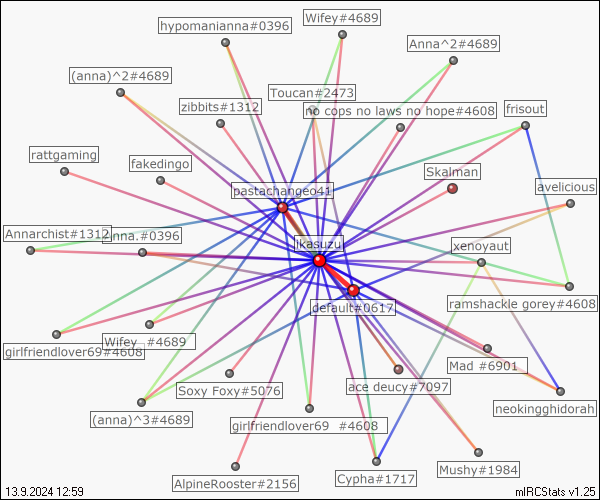 Wifey#4689
hypomanianna#0396
Anna^2#4689
(anna)^2#4689
Toucan#2473
zibbits#1312
no cops no laws no hope#4608
frisout
rattgaming
fakedingo
Skalman
pastachangeo41
avelicious
Annarchist#1312
Anna.#0396
likasuzu
xenoyaut
ramshackle gorey#4608
default#0617
girlfriendlover69#4608
Wifey_#4689
Mad_#6901
Soxy Foxy#5076
ace deucy#7097
neokingghidorah
(anna)^3#4689
girlfriendlover69_#4608
AlpineRooster#2156
Cypha#1717
Mushy#1984
13.9.2024 12:59
mIRCStats v1.25